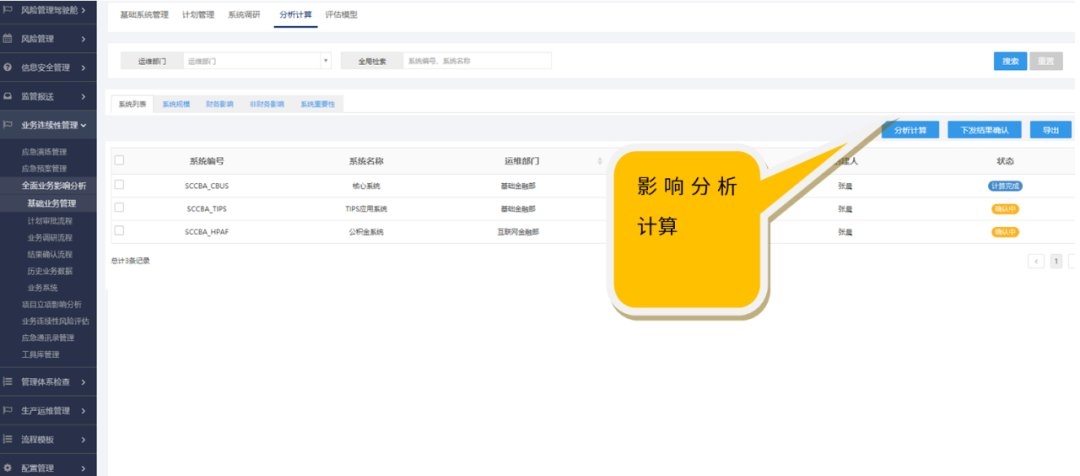 风险管理驾驶舱
风险管理
信息安全管理
监管报送
业务连续性管理
应急演练管理
应急预案管理
全面业务影响分析
基础业务管理
计划审批流程
业务调研流程
结果确认流程
历史业务数据
业务系统
项目立项影响分析
业务连续性风险评估
应急通讯录管理
工具库管理
管理体系检查
生产运维管理
流程模板
配置管理
基础系统管理 计划管理 系统调研 分析计算 评估模型
运维部门 运维部门 全局检索 系统编号、系统名称 搜索 重置
系统列表 系统规模 财务影响 非财务影响 系统重要性
分析计算 下发结果确认 导出
系统编号 系统名称 运维部门 建人 状态
SCCBA_CBUS 核心系统 基础金融部 张星 计算完成
SCCBA_TIPS TIPS应用系统 基础金融部 张星 确认中
SCCBA_HPAF 公积金系统 互联网金融部 张星 确认中
总计3条记录
1
影响分析
计算